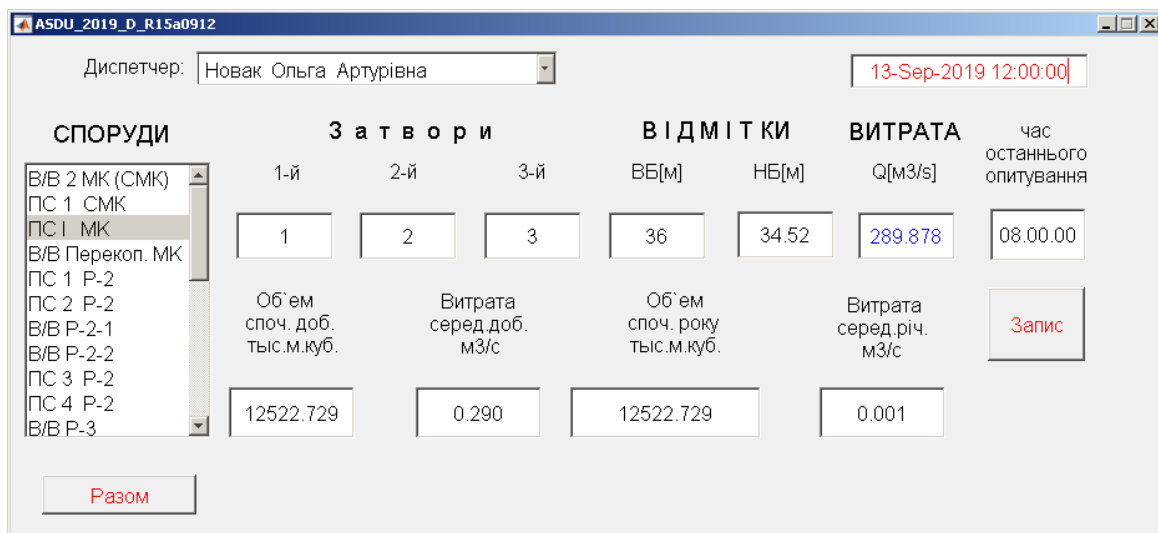 ASDU_2019_D_R15a0912
Диспетчер: Новак Ольга Артурівна
13-Sep-2019 12:00:00
СПОРУДИ
З а т в о р и
В І Д М І Т КИ
ВИТРАТА
час
останнього
опитування
1-й 2-й 3-й ВБ[м] НБ[м] Q[м3/s]
В/В 2 МК (СМК)
ПС 1 СМК
ПС І МК
В/В Перекоп. МК
ПС 1 Р-2
ПС 2 Р-2
В/В Р-2-1
В/В Р-2-2
ПС 3 Р-2
ПС 4 Р-2
В/В Р-3
1 2 3 36 34.52 289.878 08.00.00
Об`ем
споч. доб.
тыс.м.куб.
Витрата
серед.доб.
м3/с
Об`ем
споч. року
тыс.м.куб.
Витрата
серед.річ.
м3/с
Запис
12522.729 0.290 12522.729 0.001
Разом